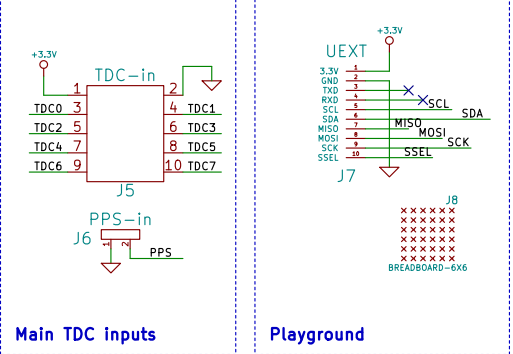 +3.3V
TDC-in
1 2
TDC0 3 4 TDC1
TDC2 5 6 TDC3
TDC4 7 8 TDC5
TDC6 9 10 TDC7
J5
PPS-in
J6
1 2
PPS
Main TDC inputs
+3.3V
UEXT
3.3V 1
GND 2
TXD 3
RXD 4
SCL 5 SCL
SDA 6 SDA
MISO 7 MISO
MOSI 8 MOSI
SCK 9 SCK
SSEL 10 SSEL
J7
J8
BREADBOARD-6X6
Playground